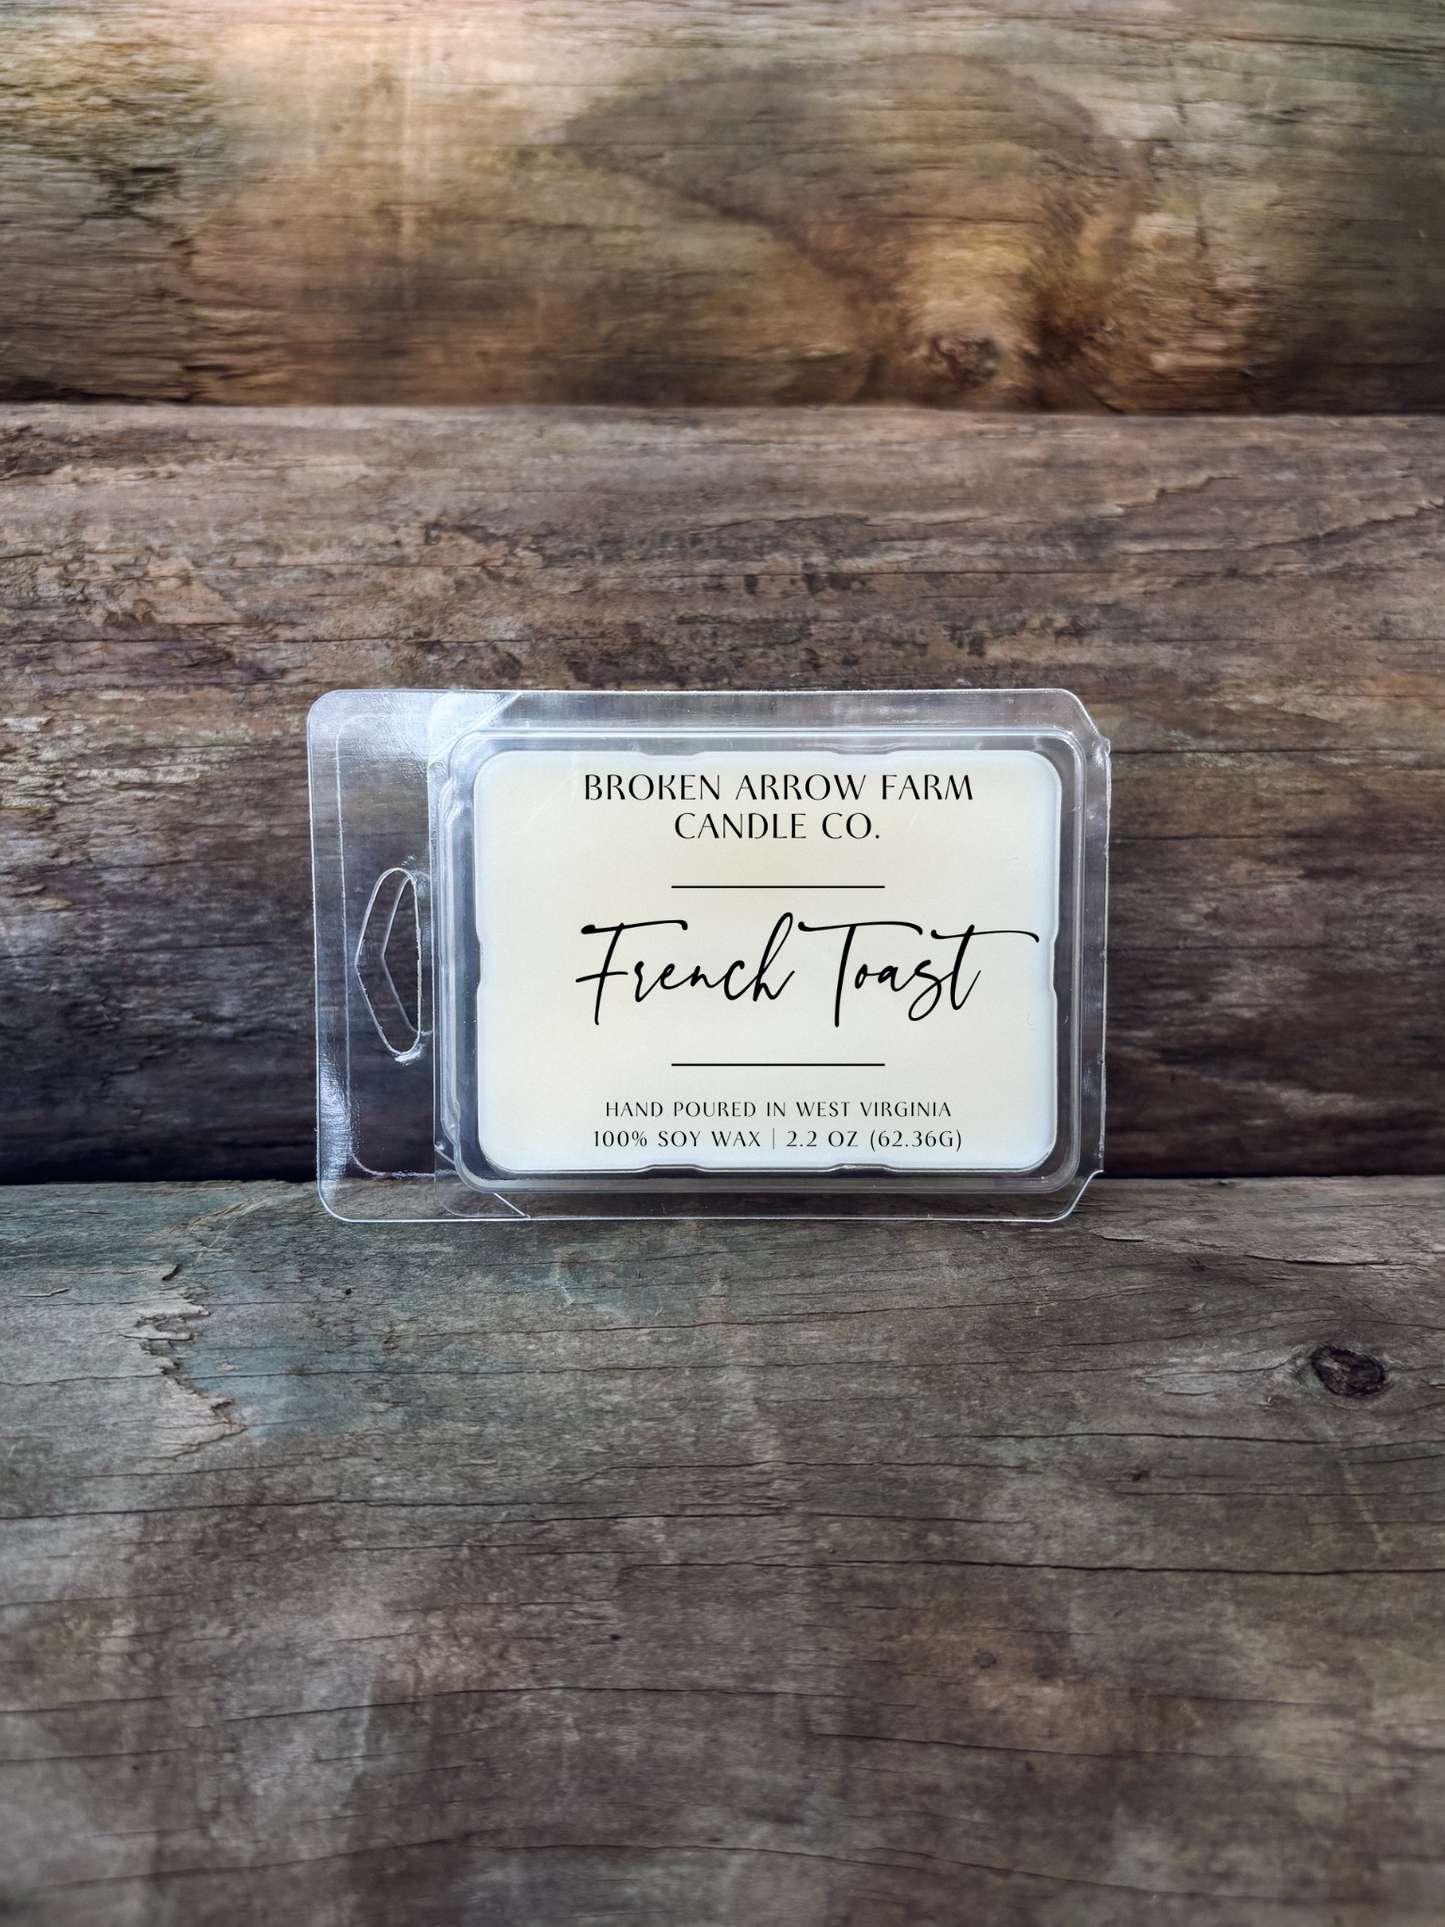 BROKEN ARROW FARM
CANDLE CO.
French Toast
HAND POURED IN WEST VIRGINIA
100% SOY WAX | 2.2 OZ (62.36G)